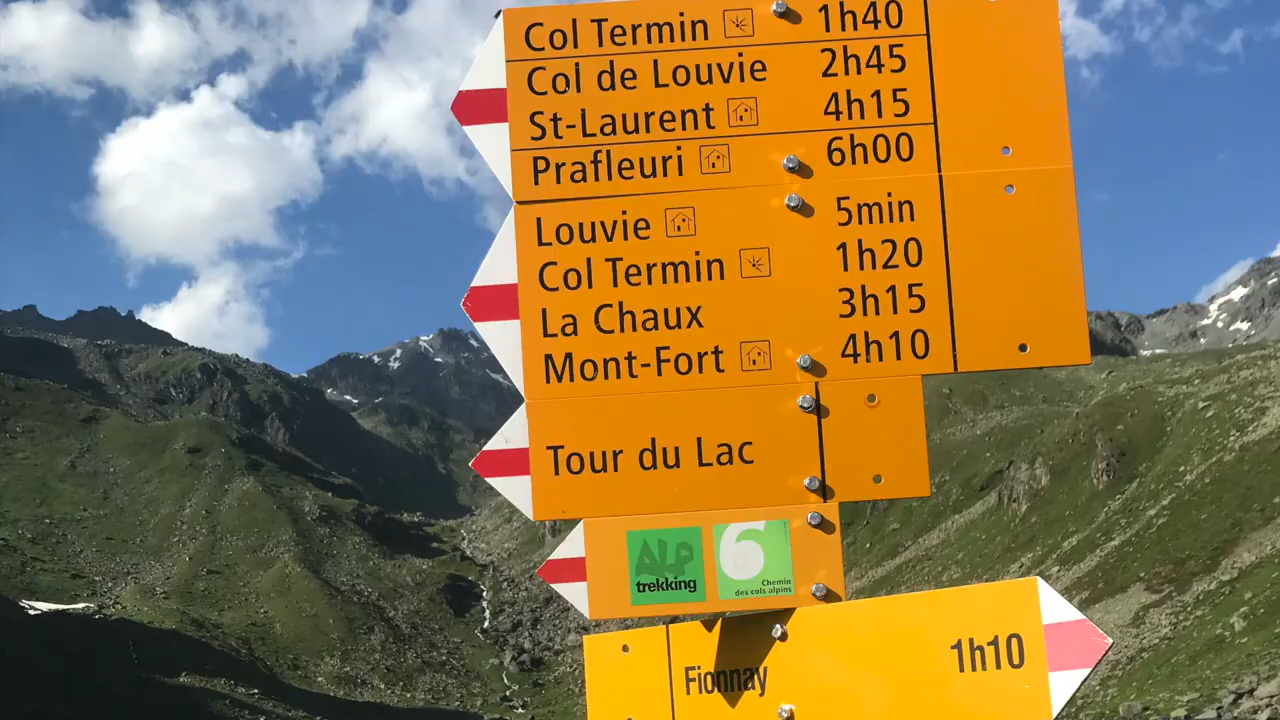 Col Termin 1h40
Col de Louvie 2h45
St-Laurent 4h15
Prafleuri 6h00
Louvie 5min
Col Termin 1h20
La Chaux 3h15
Mont-Fort 4h10
Tour du Lac
ALP
trekking
6
Chemin
des cols alpins
Fionnay 1h10